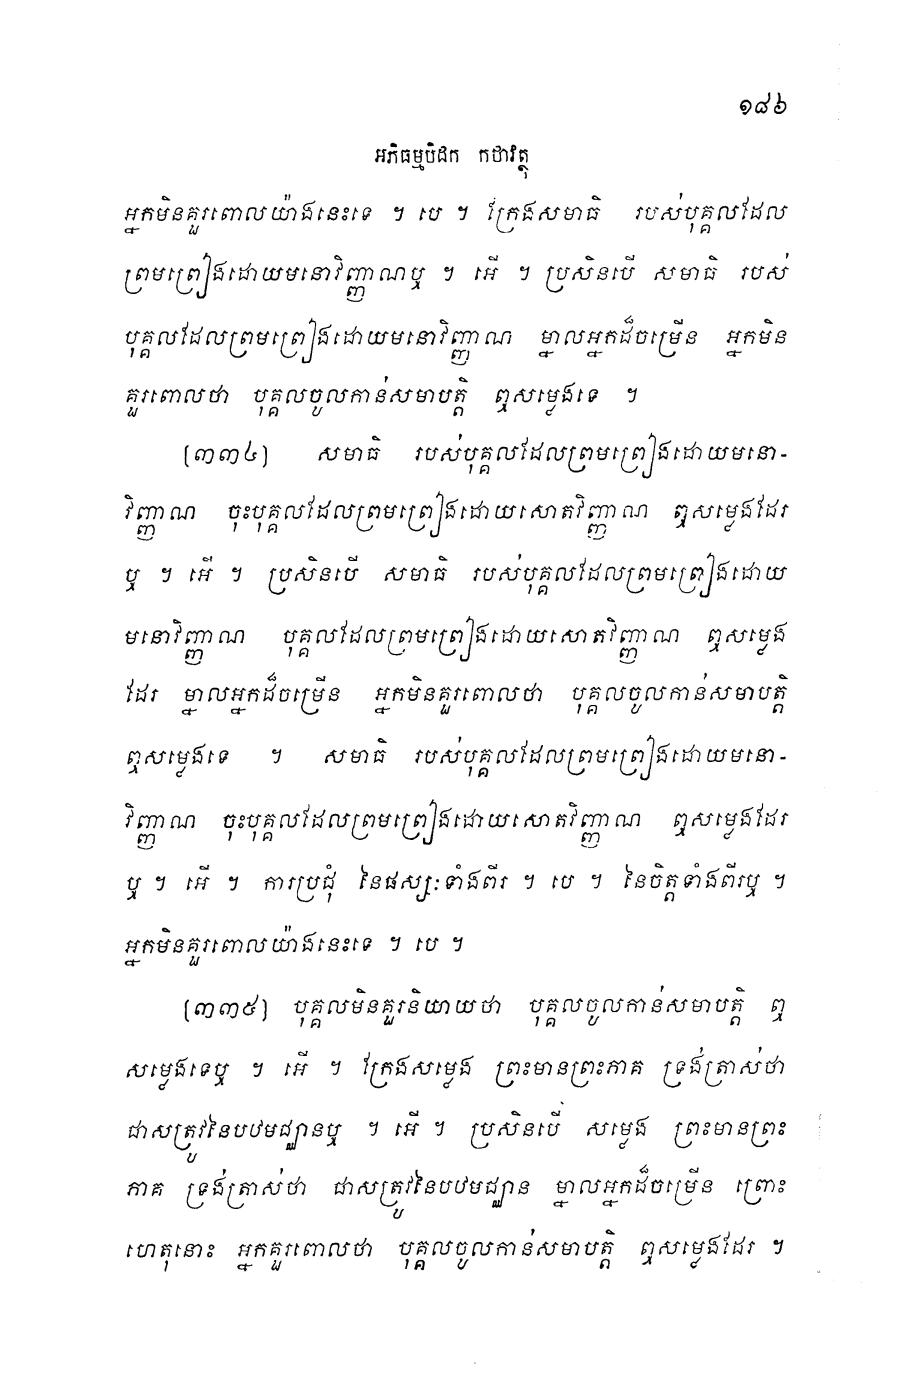 ១៨៦
អភិធម្មបិដក កថាវត្ថុ
អ្នកមិនគួរពោលយ៉ាងនេះទេ ។ បេ ។ ក្រែងសមាធិ របស់បុគ្គលដែល
ព្រមព្រៀងដោយមនោវិញ្ញាណឬ ។ អើ ។ ប្រសិនបើ សមាធិ របស់
បុគ្គលដែលព្រមព្រៀងដោយមនោវិញ្ញាណ ម្នាលអ្នកដ៏ចម្រើន អ្នកមិន
គួរពោលថា បុគ្គលចូលកាន់សមាបត្តិ ឮសម្លេងទេ ។
[៣៣៤] សមាធិ របស់បុគ្គលដែលព្រមព្រៀងដោយមនោ-
វិញ្ញាណ ចុះបុគ្គលដែលព្រមព្រៀងដោយសោតវិញ្ញាណ ឮសម្លេងដែរ
ឬ ។ អើ ។ ប្រសិនបើ សមាធិ របស់បុគ្គលដែលព្រមព្រៀងដោយ
មនោវិញ្ញាណ បុគ្គលដែលព្រមព្រៀងដោយសោតវិញ្ញាណ ឮសម្លេង
ដែរ ម្នាលអ្នកដ៏ចម្រើន អ្នកមិនគួរពោលថា បុគ្គលចូលកាន់សមាបត្តិ
ឮសម្លេងទេ ។ សមាធិ របស់បុគ្គលដែលព្រមព្រៀងដោយមនោ-
វិញ្ញាណ ចុះបុគ្គលដែលព្រមព្រៀងដោយសោតវិញ្ញាណ ឮសម្លេងដែរ
ឬ ។ អើ ។ ការប្រជុំ នៃផស្សៈទាំងពីរ ។ បេ ។ នៃចិត្តទាំងពីរឬ ។
អ្នកមិនគួរពោលយ៉ាងនេះទេ ។ បេ ។
[៣៣៥] បុគ្គលមិនគួរនិយាយថា បុគ្គលចូលកាន់សមាបត្តិ ឮ
សម្លេងទេឬ ។ អើ ។ ក្រែងសម្លេង ព្រះមានព្រះភាគ ទ្រង់ត្រាស់ថា
ជាសត្រូវនៃបឋមជ្ឈានឬ ។ អើ ។ ប្រសិនបើ សម្លេង ព្រះមានព្រះ
ភាគ ទ្រង់ត្រាស់ថា ជាសត្រូវនៃបឋមជ្ឈាន ម្នាលអ្នកដ៏ចម្រើន ព្រោះ
ហេតុនោះ អ្នកគួរពោលថា បុគ្គលចូលកាន់សមាបត្តិ ឮសម្លេងដែរ ។